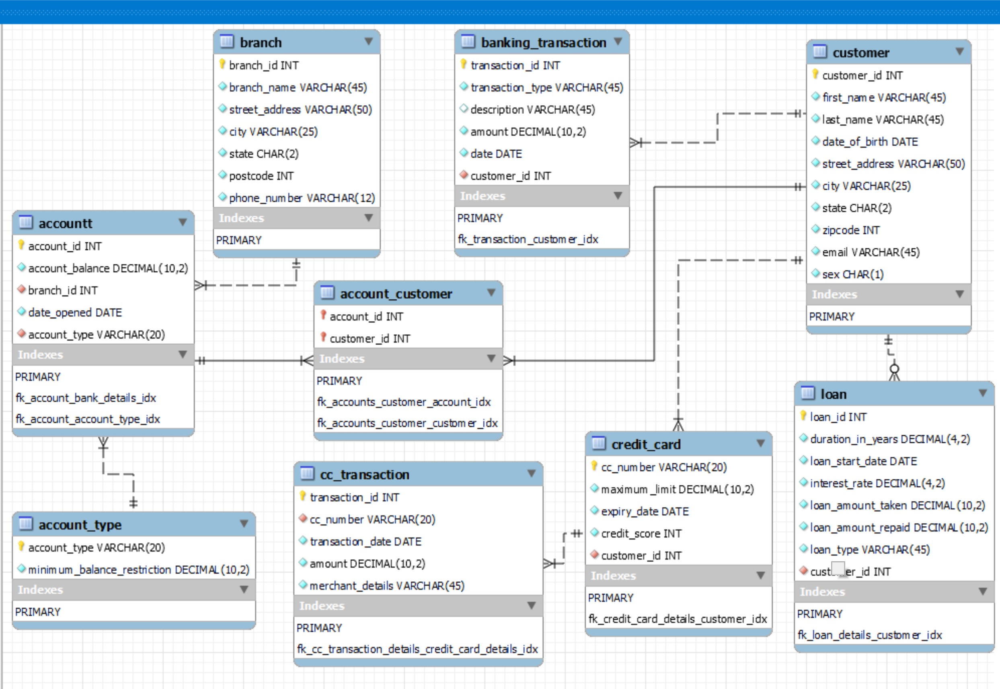 branch
branch_id INT
branch_name VARCHAR(45)
street_address VARCHAR(50)
city VARCHAR(25)
state CHAR(2)
postcode INT
phone_number VARCHAR(12)
Indexes
PRIMARY
banking_transaction
transaction_id INT
transaction_type VARCHAR(45)
description VARCHAR(45)
amount DECIMAL(10,2)
date DATE
customer_id INT
Indexes
PRIMARY
fk_transaction_customer_idx
customer
customer_id INT
first_name VARCHAR(45)
last_name VARCHAR(45)
date_of_birth DATE
street_address VARCHAR(50)
city VARCHAR(25)
state CHAR(2)
zipcode INT
email VARCHAR(45)
sex CHAR(1)
Indexes
PRIMARY
accountt
account_id INT
account_balance DECIMAL(10,2)
branch_id INT
date_opened DATE
account_type VARCHAR(20)
Indexes
PRIMARY
fk_account_bank_details_idx
fk_account_account_type_idx
account_customer
account_id INT
customer_id INT
Indexes
PRIMARY
fk_accounts_customer_account_idx
fk_accounts_customer_customer_idx
loan
loan_id INT
duration_in_years DECIMAL(4,2)
loan_start_date DATE
interest_rate DECIMAL(4,2)
loan_amount_taken DECIMAL(10,2)
loan_amount_repaid DECIMAL(10,2)
loan_type VARCHAR(45)
INT
Indexes
PRIMARY
fk_loan_details_customer_idx
credit_card
cc_number VARCHAR(20)
maximum_limit DECIMAL(10,2)
expiry_date DATE
credit_score INT
customer_id INT
Indexes
PRIMARY
fk_credit_card_details_customer_idx
cc_transaction
transaction_id INT
cc_number VARCHAR(20)
transaction_date DATE
amount DECIMAL(10,2)
merchant_details VARCHAR(45)
Indexes
PRIMARY
fk_cc_transaction_details_credit_card_details_idx
account_type
account_type VARCHAR(20)
minimum_balance_restriction DECIMAL(10,2)
Indexes
PRIMARY